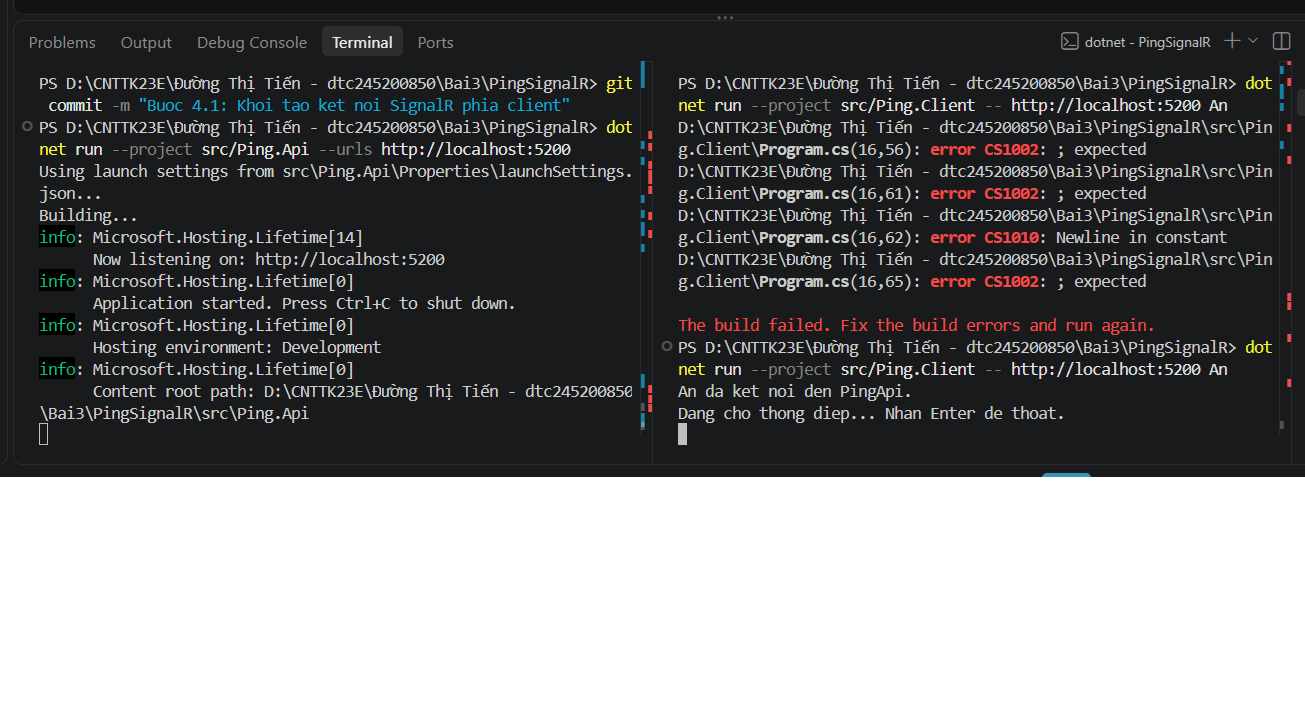 Problems Output Debug Console Terminal Ports dotnet - PingSignalR
PS D:\CNTTK23E\Đường Thị Tiến - dtc245200850\Bai3\PingSignalR> git
commit -m "Buoc 4.1: Khoi tao ket noi SignalR phia client"
PS D:\CNTTK23E\Đường Thị Tiến - dtc245200850\Bai3\PingSignalR> dot
net run --project src/Ping.Api --urls http://localhost:5200
Using launch settings from src\Ping.Api\Properties\launchSettings.
json...
Building...
info: Microsoft.Hosting.Lifetime[14]
Now listening on: http://localhost:5200
info: Microsoft.Hosting.Lifetime[0]
Application started. Press Ctrl+C to shut down.
info: Microsoft.Hosting.Lifetime[0]
Hosting environment: Development
info: Microsoft.Hosting.Lifetime[0]
Content root path: D:\CNTTK23E\Đường Thị Tiến - dtc245200850
\Bai3\PingSignalR\src\Ping.Api
PS D:\CNTTK23E\Đường Thị Tiến - dtc245200850\Bai3\PingSignalR> dot
net run --project src/Ping.Client -- http://localhost:5200 An
D:\CNTTK23E\Đường Thị Tiến - dtc245200850\Bai3\PingSignalR\src\Pin
g.Client\Program.cs(16,56): error CS1002: ; expected
D:\CNTTK23E\Đường Thị Tiến - dtc245200850\Bai3\PingSignalR\src\Pin
g.Client\Program.cs(16,61): error CS1002: ; expected
D:\CNTTK23E\Đường Thị Tiến - dtc245200850\Bai3\PingSignalR\src\Pin
g.Client\Program.cs(16,62): error CS1010: Newline in constant
D:\CNTTK23E\Đường Thị Tiến - dtc245200850\Bai3\PingSignalR\src\Pin
g.Client\Program.cs(16,65): error CS1002: ; expected
The build failed. Fix the build errors and run again.
PS D:\CNTTK23E\Đường Thị Tiến - dtc245200850\Bai3\PingSignalR> dot
net run --project src/Ping.Client -- http://localhost:5200 An
An da ket noi den PingApi.
Dang cho thong diep... Nhan Enter de thoat.